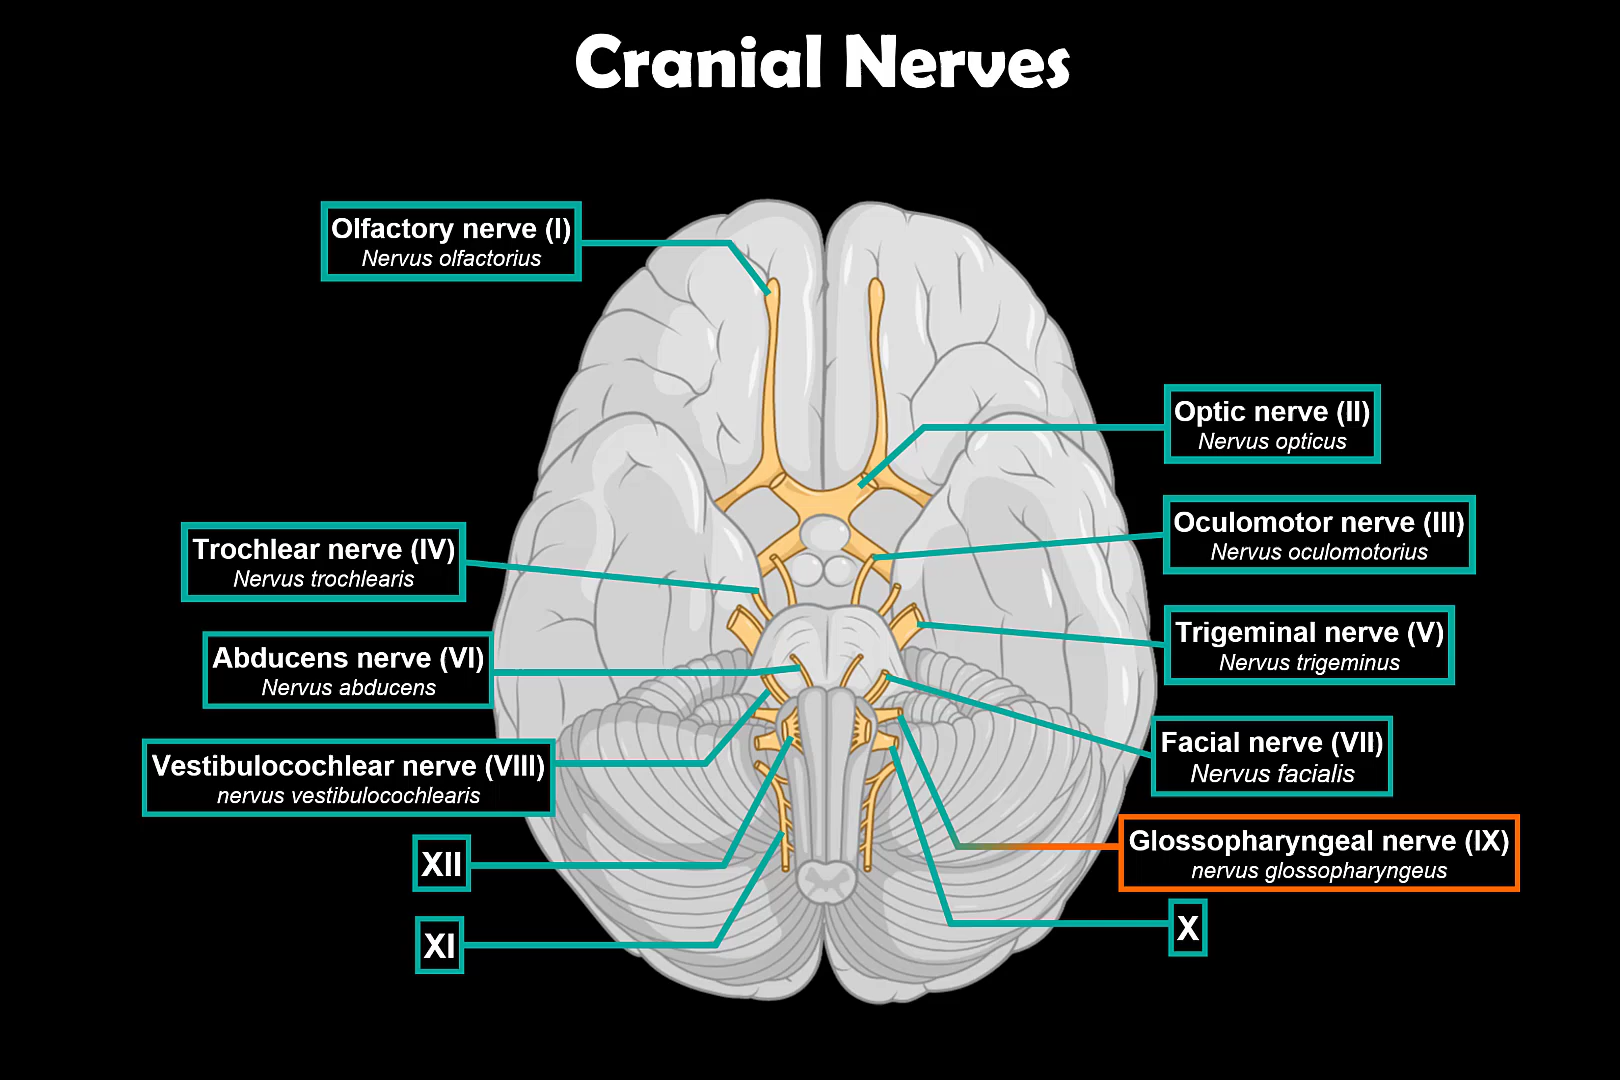 Cranial Nerves
Olfactory nerve (I)
Nervus olfactorius
Optic nerve (II)
Nervus opticus
Oculomotor nerve (III)
Nervus oculomotorius
Trochlear nerve (IV)
Nervus trochlearis
Trigeminal nerve (V)
Nervus trigeminus
Abducens nerve (VI)
Nervus abducens
Facial nerve (VII)
Nervus facialis
Vestibulocochlear nerve (VIII)
nervus vestibulocochlearis
Glossopharyngeal nerve (IX)
nervus glossopharyngeus
XII
X
XI